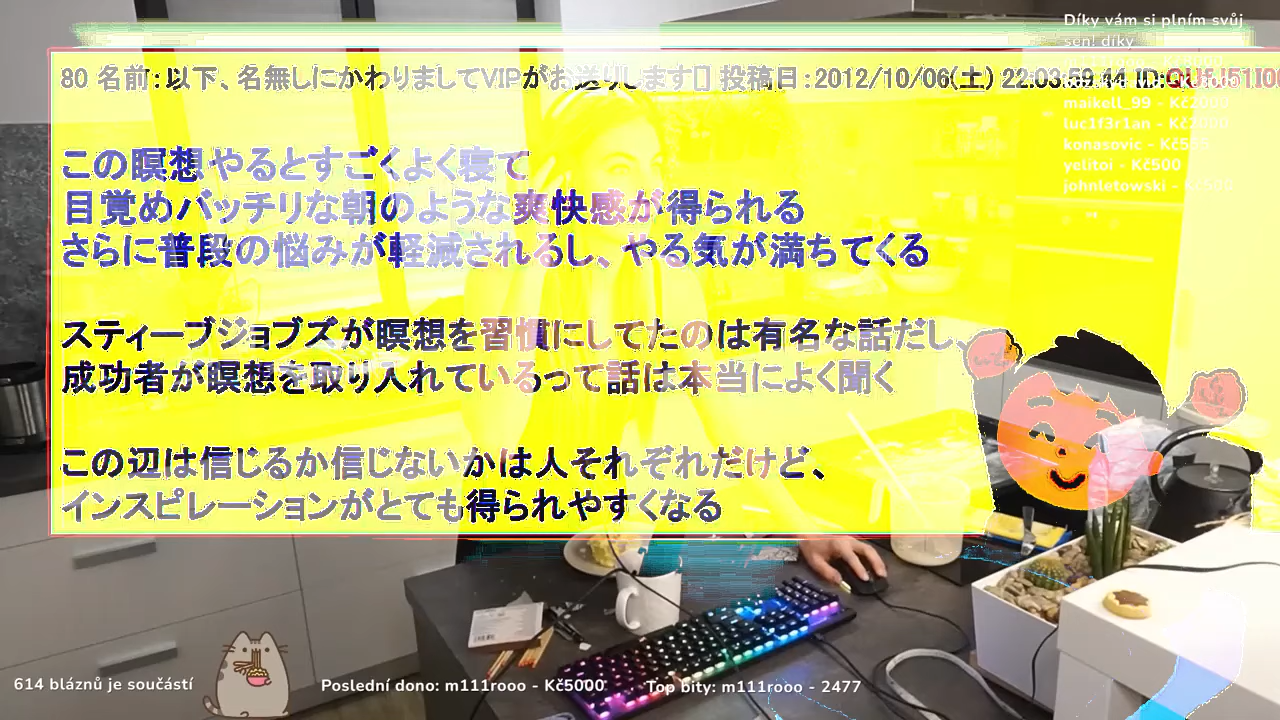 Díky vám si plním svůj
sen! díky
80 名前：以下、名無しにかわりましてVIPがお送りします 投稿日：2012/10/06(土) 22:03:59.44
maikell_99 - Kč2000
luc1f3r1an - Kč2000
konasovic - Kč535
yelitoi - Kč500
johnletowski - Kč500
この瞑想やるとすごくよく寝て
目覚めバッチリな朝のような爽快感が得られる
さらに普段の悩みが軽減されるし、やる気が満ちてくる
スティーブジョブズが瞑想を習慣にしてたのは有名な話だし、
成功者が瞑想を取り入れているって話は本当によく聞く
この辺は信じるか信じないかは人それぞれだけど、
インスピレーションがとても得られやすくなる
614 bláznů je součástí
Poslední dono: m111rooo - Kč5000
Top bity: m111rooo - 2477